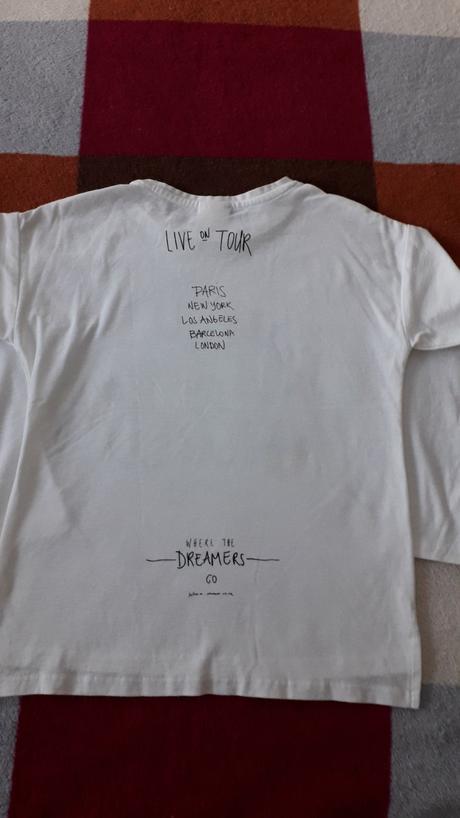 LIVE ON TOUR
PARIS
NEW YORK
LOS ANGELES
BARCELONA
LONDON
WHERE THE
DREAMERS
GO